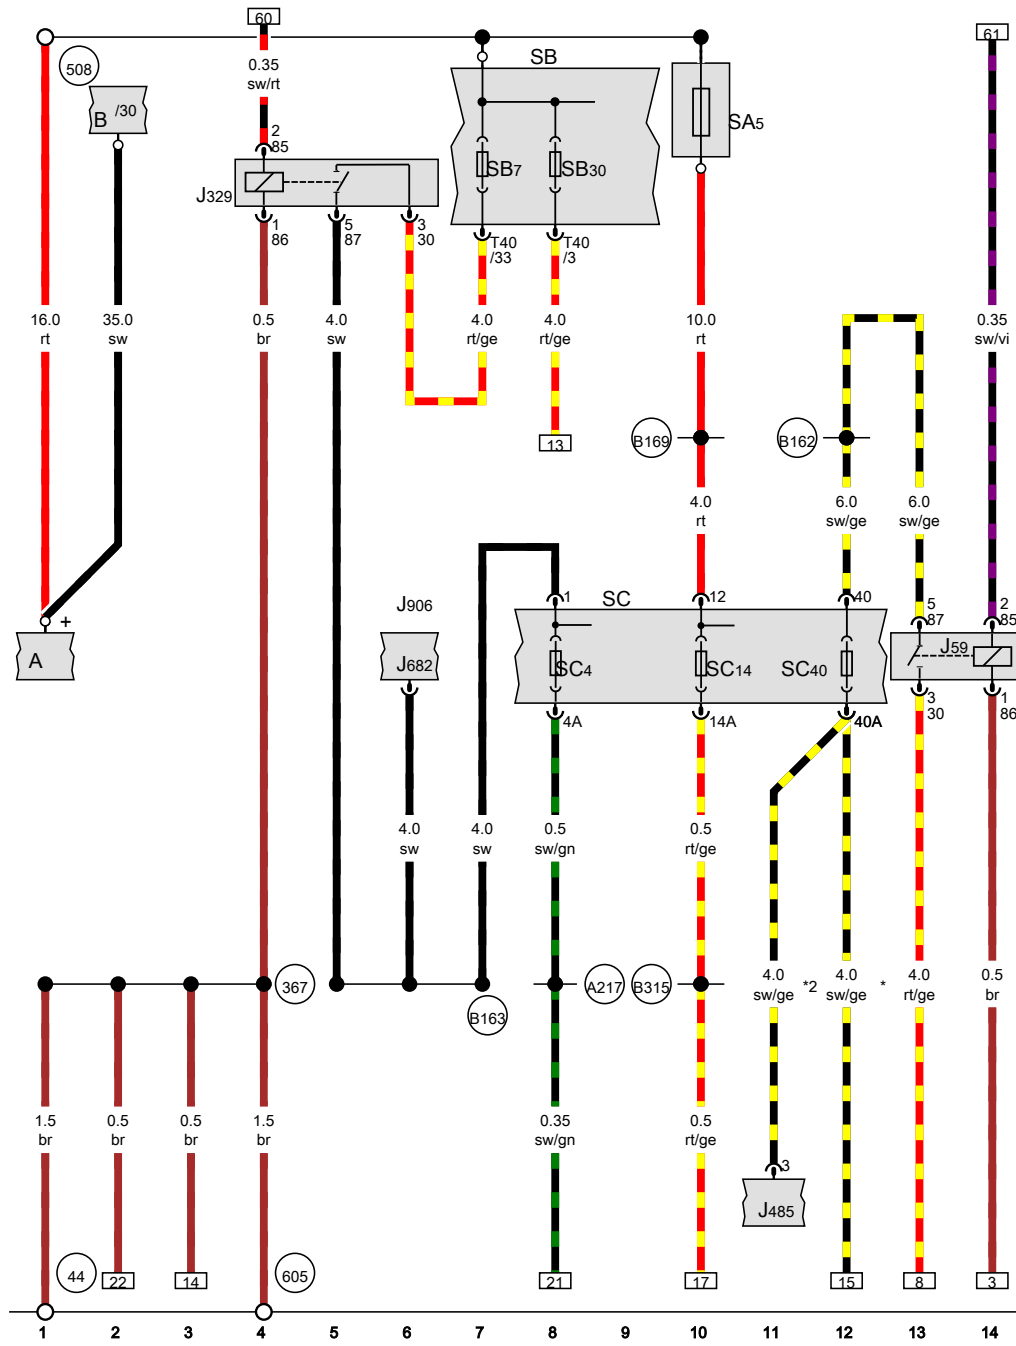 60
61
508
0.35
sw/rt
SB
B /30
SA5
2
85
SB7
SB30
J329
1
86
5
87
3
30
T40
/33
T40
/3
16.0
rt
35.0
sw
0.5
br
4.0
sw
4.0
rt/ge
4.0
rt/ge
10.0
rt
0.35
sw/vi
13
B169
B162
4.0
rt
6.0
sw/ge
6.0
sw/ge
J906
1
SC
12
40
5
87
2
85
+
A
J682
SC4
SC14
SC40
J59
4A
14A
40A
3
30
1
86
4.0
sw
4.0
sw
0.5
sw/gn
0.5
rt/ge
367
B163
A217
B315
4.0
sw/ge
*2
4.0
sw/ge
*
4.0
rt/ge
0.5
br
1.5
br
0.5
br
0.5
br
1.5
br
0.35
sw/gn
0.5
rt/ge
3
J485
44
22
14
605
21
17
15
8
3
1 2 3 4 5 6 7 8 9 10 11 12 13 14